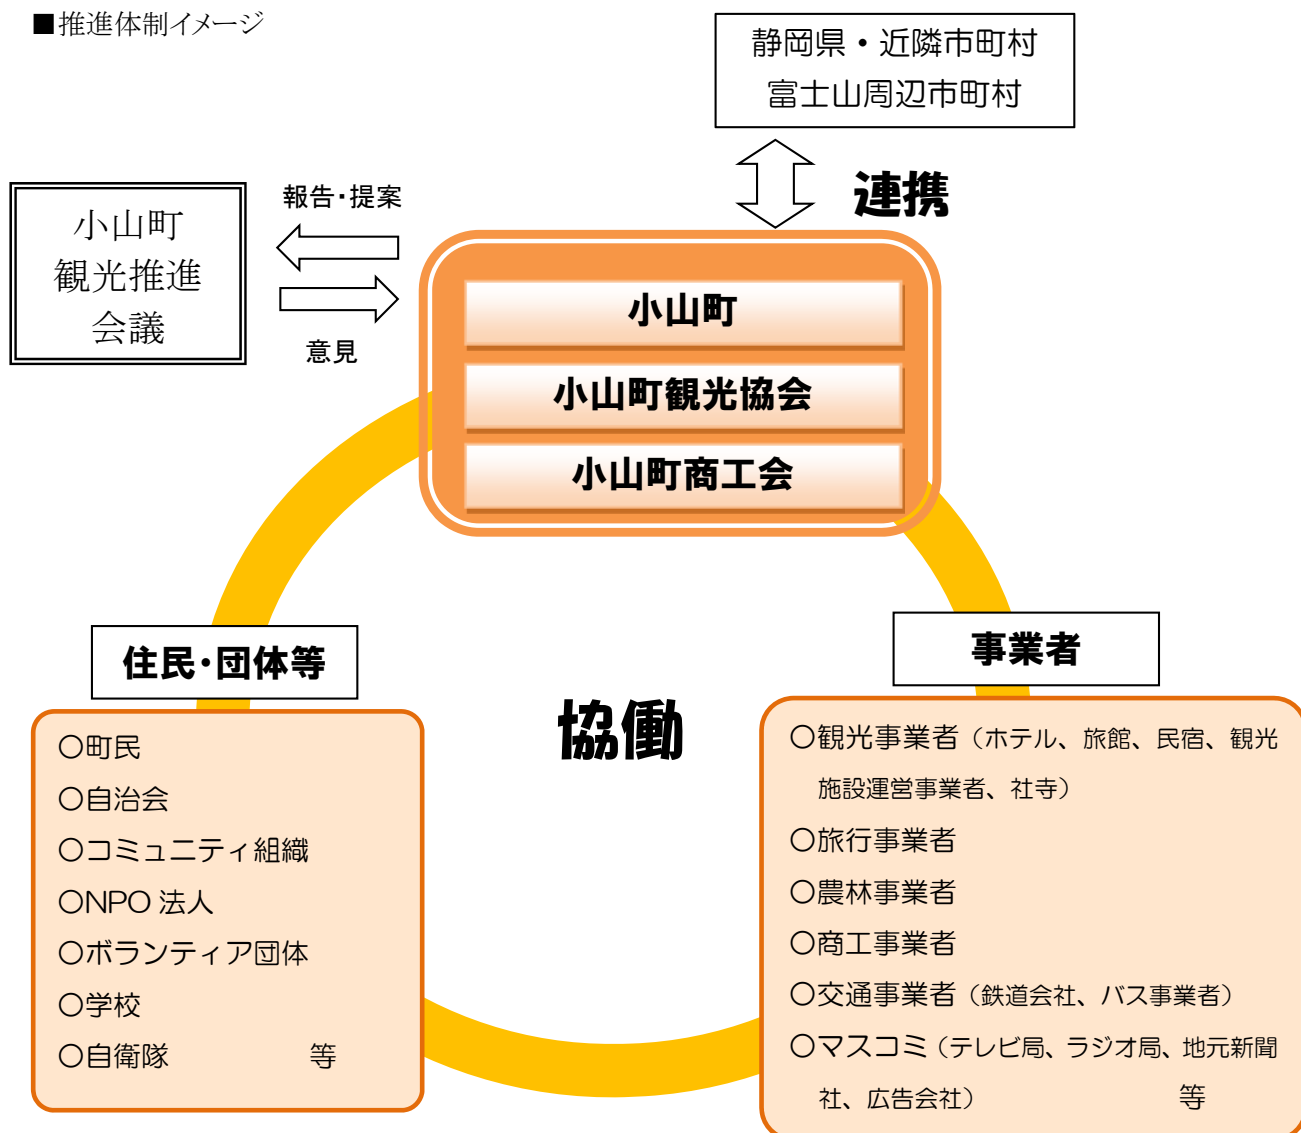 ■推進体制イメージ
静岡県・近隣市町村
富士山周辺市町村
連携
報告・提案
小山町
観光推進
会議
意見
小山町
小山町観光協会
小山町商工会
住民・団体等
○町民
○自治会
○コミュニティ組織
○NPO 法人
○ボランティア団体
○学校
○自衛隊 等
協働
事業者
○観光事業者（ホテル、旅館、民宿、観光
施設運営事業者、社寺）
○旅行事業者
○農林事業者
○商工事業者
○交通事業者（鉄道会社、バス事業者）
○マスコミ（テレビ局、ラジオ局、地元新聞
社、広告会社） 等